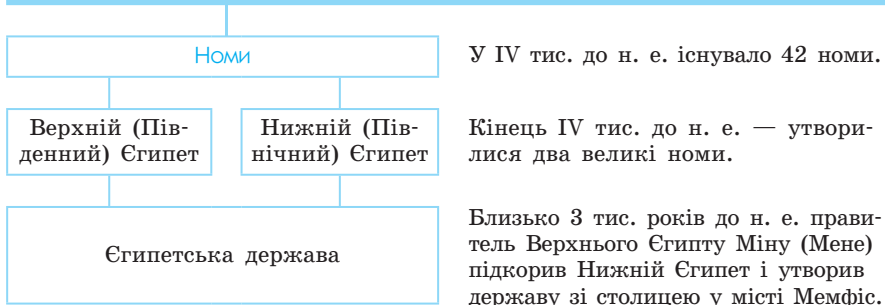 Номи
У IV тис. до н. е. існувало 42 номи.
Верхній (Пів-
денний) Єгипет
Нижній (Пів-
нічний) Єгипет
Кінець IV тис. до н. е. — утвори-
лися два великі номи.
Єгипетська держава
Близько 3 тис. років до н. е. прави-
тель Верхнього Єгипту Міну (Мене)
підкорив Нижній Єгипет і утворив
державу зі столицею у місті Мемфіс.